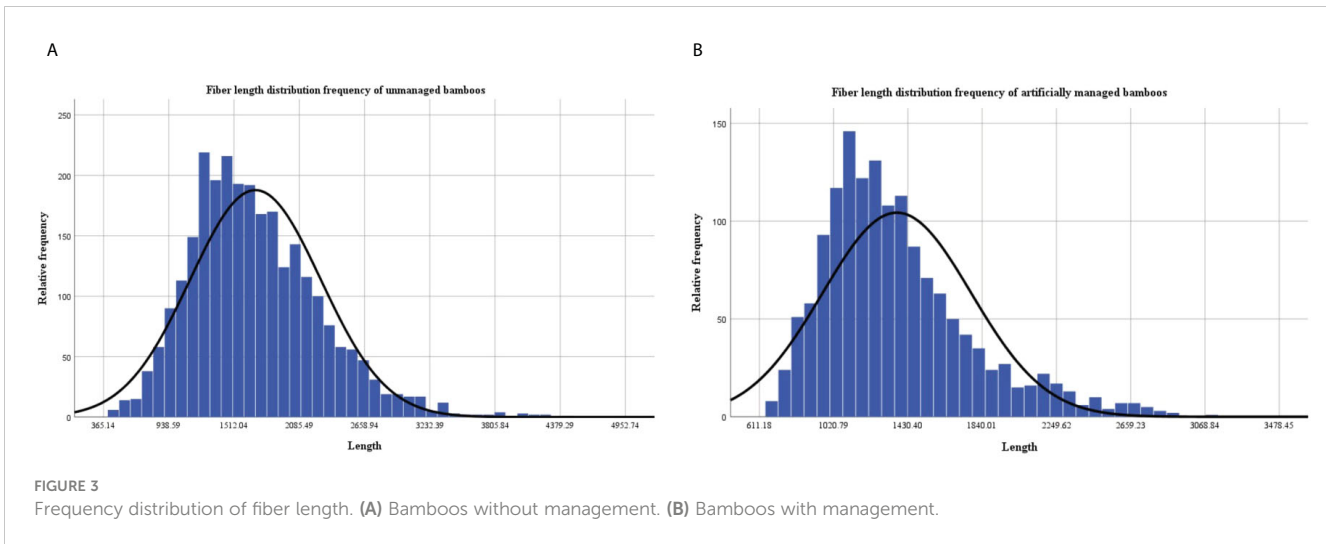 A
Fiber length distribution frequency of unmanaged bamboos
Relative frequency
250
200
150
100
50
0
365.14 938.59 1512.04 2085.49 2658.94 3232.39 3805.84 4379.29 4952.74
Length
B
Fiber length distribution frequency of artificially managed bamboos
Relative frequency
150
100
50
0
611.18 1020.79 1430.40 1840.01 2249.62 2659.23 3068.84 3478.45
Length
FIGURE 3
Frequency distribution of fiber length. (A) Bamboos without management. (B) Bamboos with management.